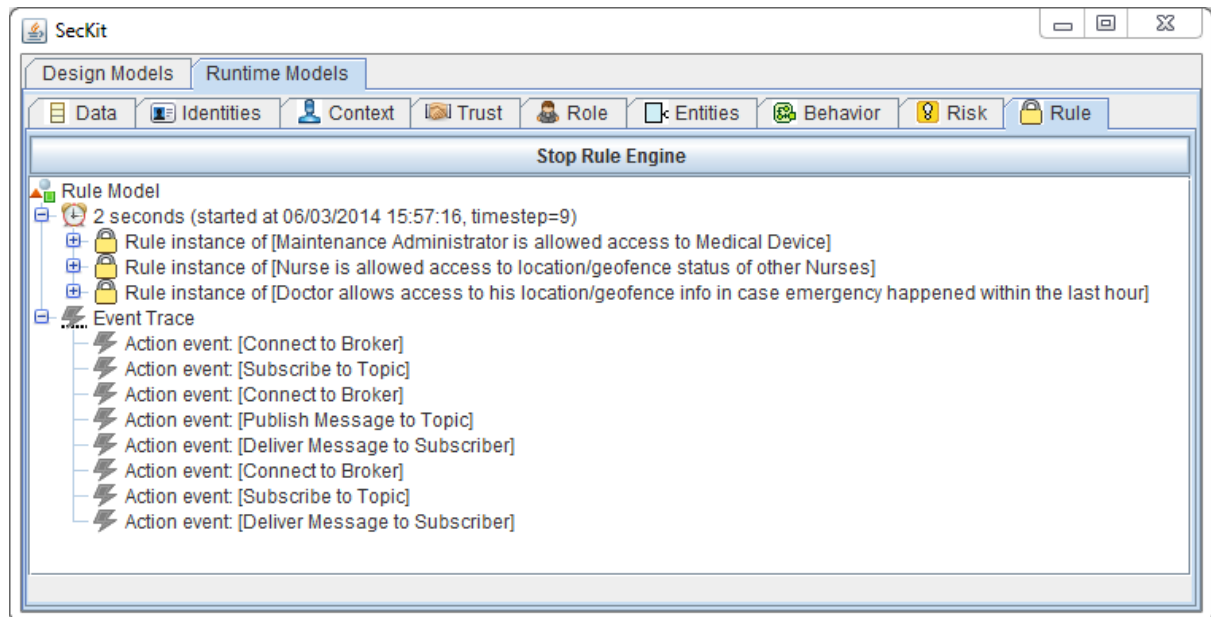 SecKit
Design Models Runtime Models
Data Identities Context Trust Role Entities Behavior Risk Rule
Stop Rule Engine
Rule Model
2 seconds (started at 06/03/2014 15:57:16, timestep=9)
Rule instance of [Maintenance Administrator is allowed access to Medical Device]
Rule instance of [Nurse is allowed access to location/geofence status of other Nurses]
Rule instance of [Doctor allows access to his location/geofence info in case emergency happened within the last hour]
Event Trace
Action event: [Connect to Broker]
Action event: [Subscribe to Topic]
Action event: [Connect to Broker]
Action event: [Publish Message to Topic]
Action event: [Deliver Message to Subscriber]
Action event: [Connect to Broker]
Action event: [Subscribe to Topic]
Action event: [Deliver Message to Subscriber]